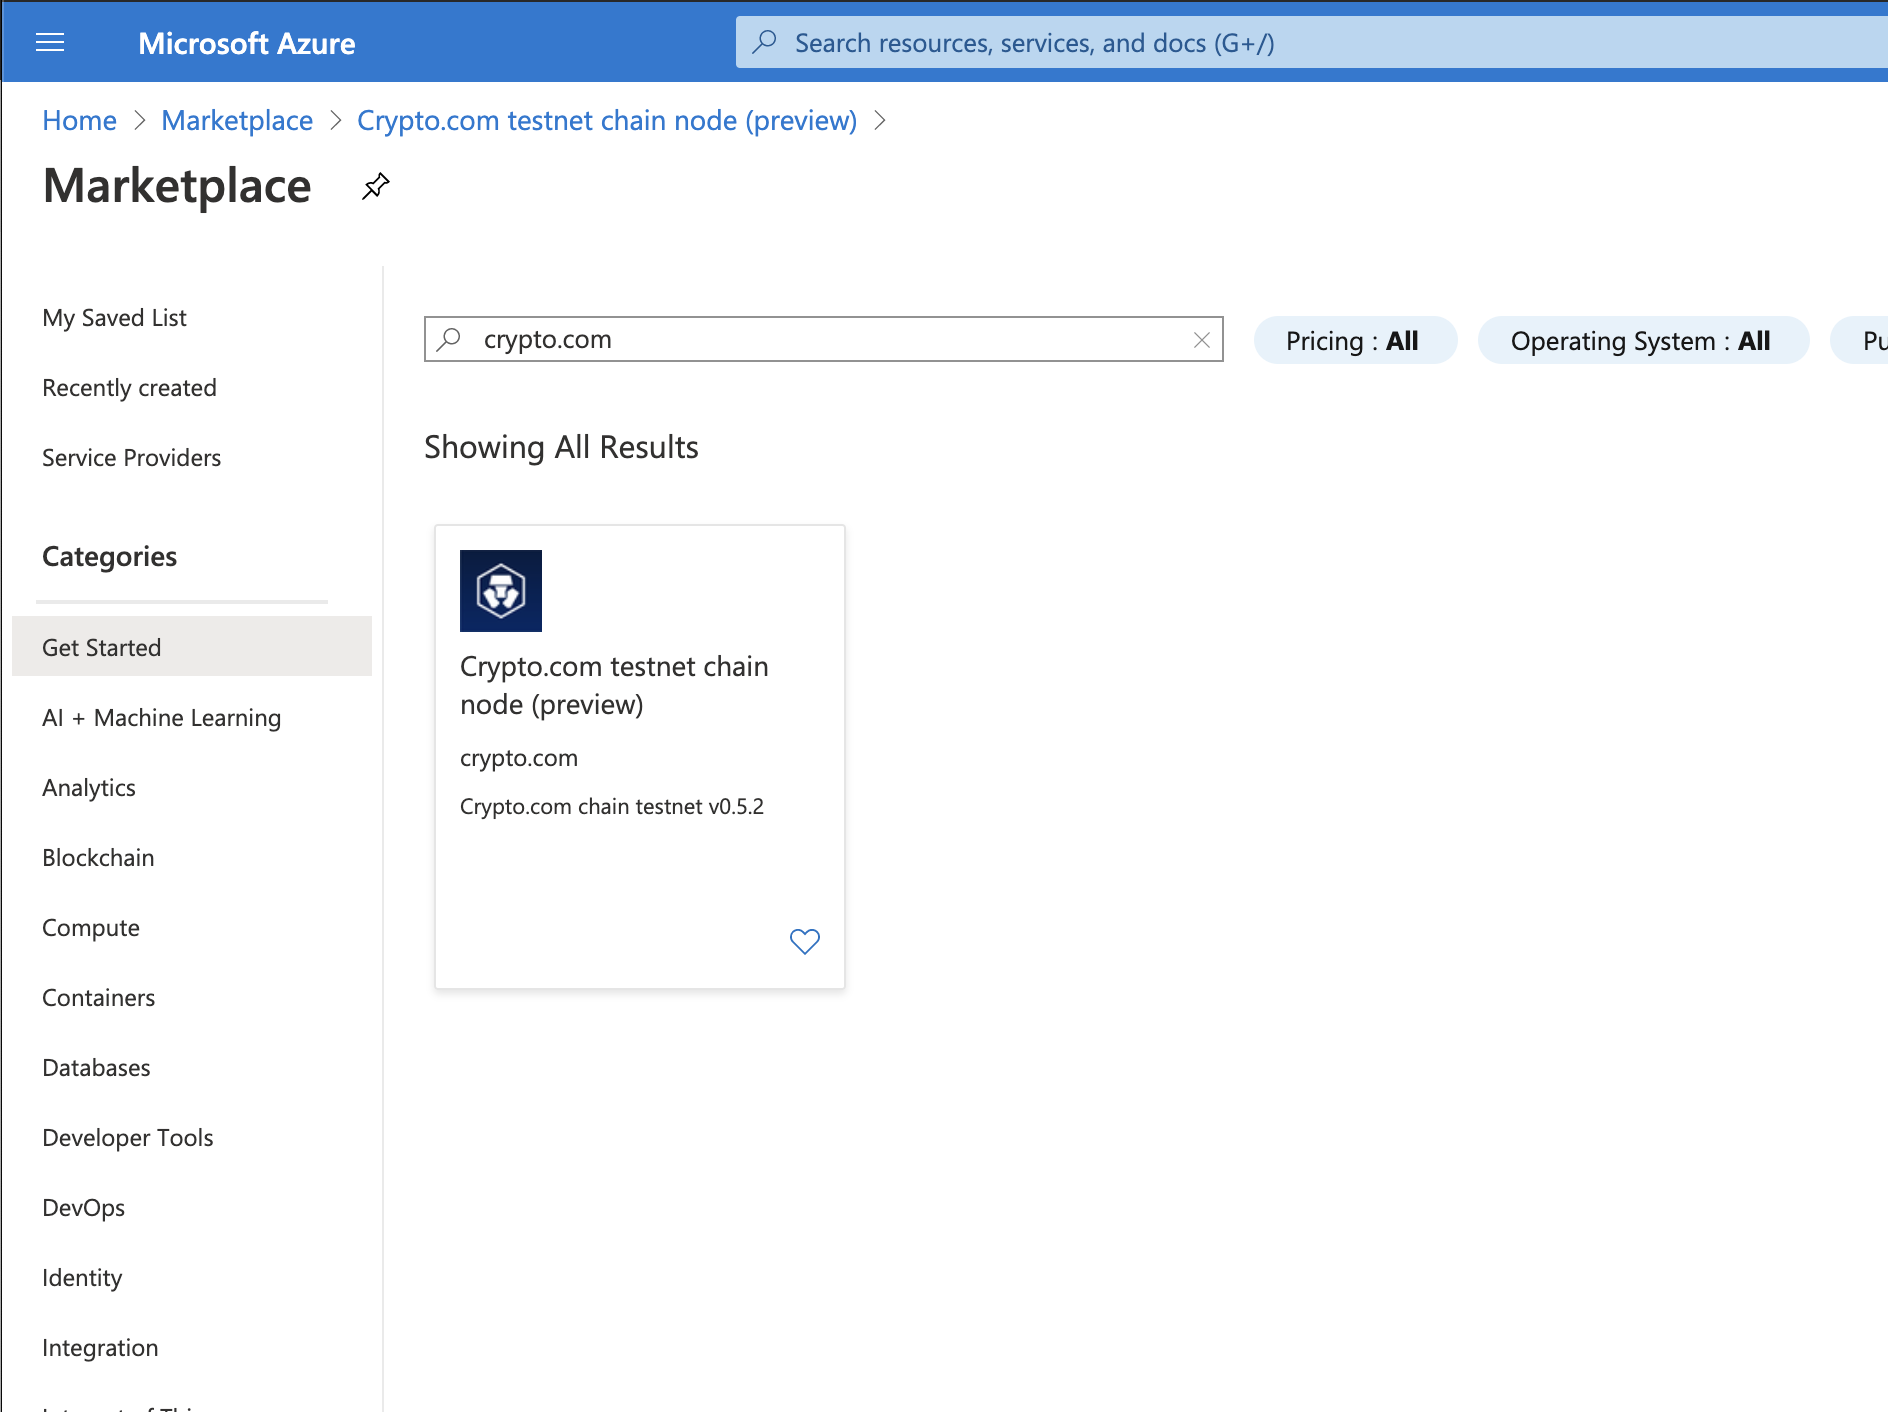 Microsoft Azure
Search resources, services, and docs (G+/)
Home > Marketplace > Crypto.com testnet chain node (preview) >
Marketplace
My Saved List
Recently created
Service Providers
Categories
Get Started
AI + Machine Learning
Analytics
Blockchain
Compute
Containers
Databases
Developer Tools
DevOps
Identity
Integration
crypto.com
Pricing : All
Operating System : All
Showing All Results
Crypto.com testnet chain
node (preview)
crypto.com
Crypto.com chain testnet v0.5.2